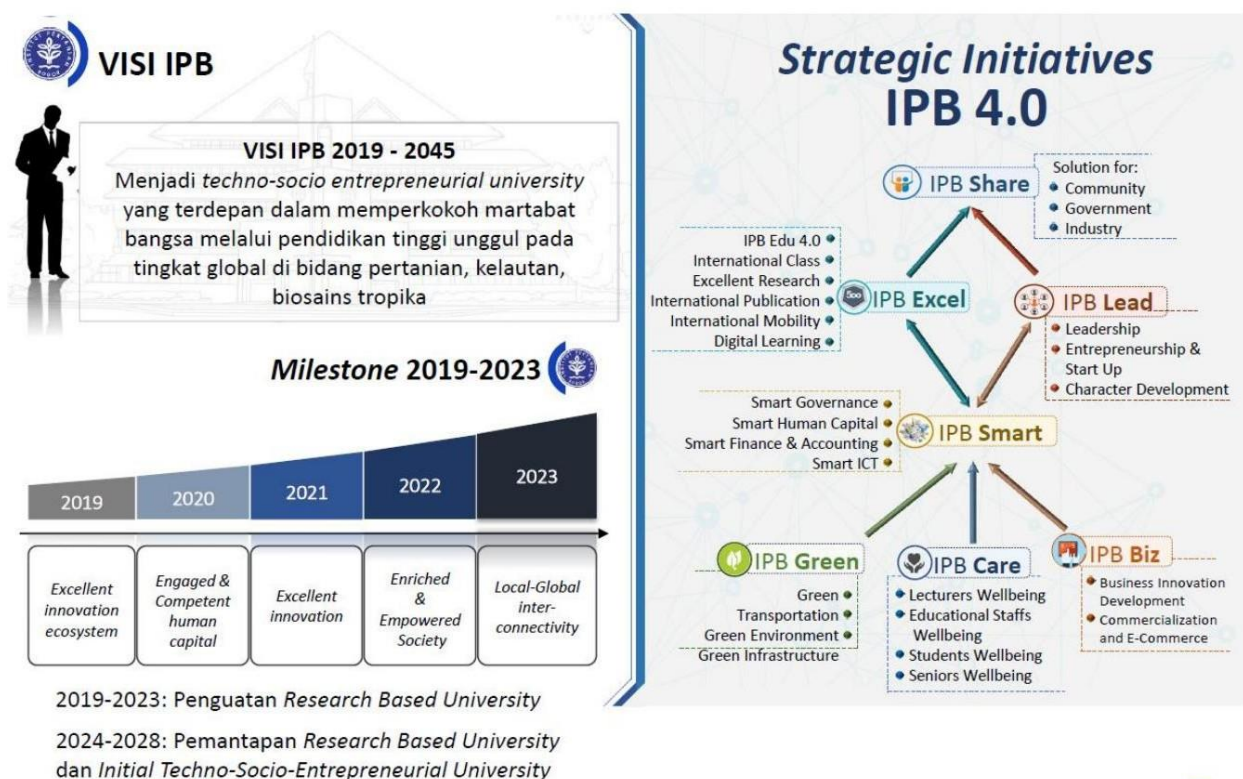 VISI IPB
VISI IPB 2019 - 2045
Menjadi techno-socio entrepreneurial university
yang terdepan dalam memperkokoh martabat
bangsa melalui pendidikan tinggi unggul pada
tingkat global di bidang pertanian, kelautan,
biosains tropika
Milestone 2019-2023
2019
2020
2021
2022
2023
Excellent
innovation
ecosystem
Engaged &
Competent
human
capital
Excellent
innovation
Enriched
&
Empowered
Society
Local-Global
inter-
connectivity
2019-2023: Penguatan Research Based University
2024-2028: Pemantapan Research Based University
dan Initial Techno-Socio-Entrepreneurial University
Strategic Initiatives
IPB 4.0
IPB Share
Solution for:
Community
Government
Industry
IPB Edu 4.0
International Class
Excellent Research
International Publication
International Mobility
Digital Learning
500
IPB Excel
IPB Lead
Leadership
Entrepreneurship &
Start Up
Character Development
Smart Governance
Smart Human Capital
Smart Finance & Accounting
Smart ICT
IPB Smart
IPB Green
Green
Transportation
Green Environment
Green Infrastructure
IPB Care
Lecturers Wellbeing
Educational Staffs
Wellbeing
Students Wellbeing
Seniors Wellbeing
IPB Biz
Business Innovation
Development
Commercialization
and E-Commerce